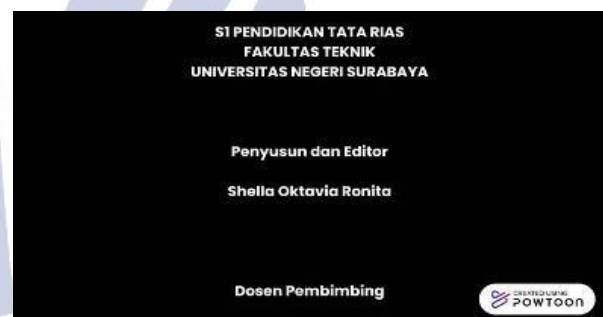 S1 PENDIDIKAN TATA RIAS
FAKULTAS TEKNIK
UNIVERSITAS NEGERI SURABAYA
Penyusun dan Editor
Shella Oktavia Ronita
Dosen Pembimbing
CREATED USING
POWTOON